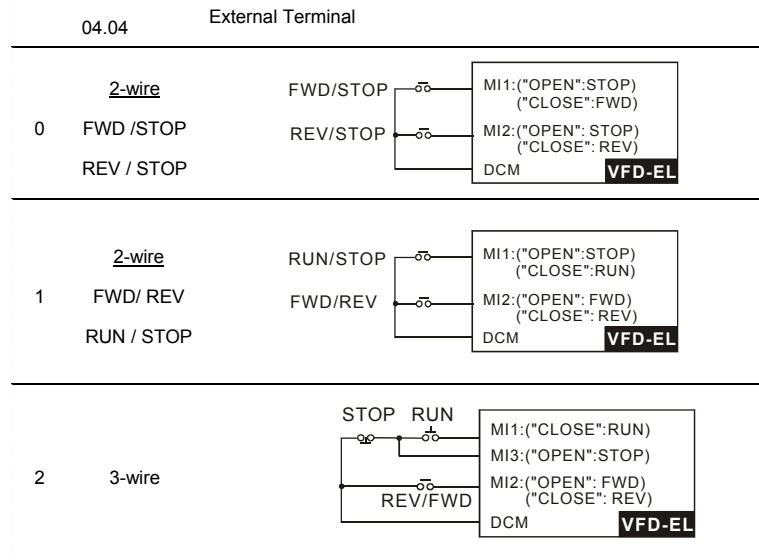 04.04 External Terminal
2-wire
0 FWD /STOP
REV / STOP
FWD/STOP
REV/STOP
MI1:("OPEN":STOP)
("CLOSE":FWD)
MI2:("OPEN": STOP)
("CLOSE": REV)
DCM VFD-EL
2-wire
1 FWD/ REV
RUN / STOP
RUN/STOP
FWD/REV
MI1:("OPEN":STOP)
("CLOSE":RUN)
MI2:("OPEN": FWD)
("CLOSE": REV)
DCM VFD-EL
2 3-wire
STOP RUN
REV/FWD
MI1:("CLOSE":RUN)
MI3:("OPEN":STOP)
MI2:("OPEN": FWD)
("CLOSE": REV)
DCM VFD-EL